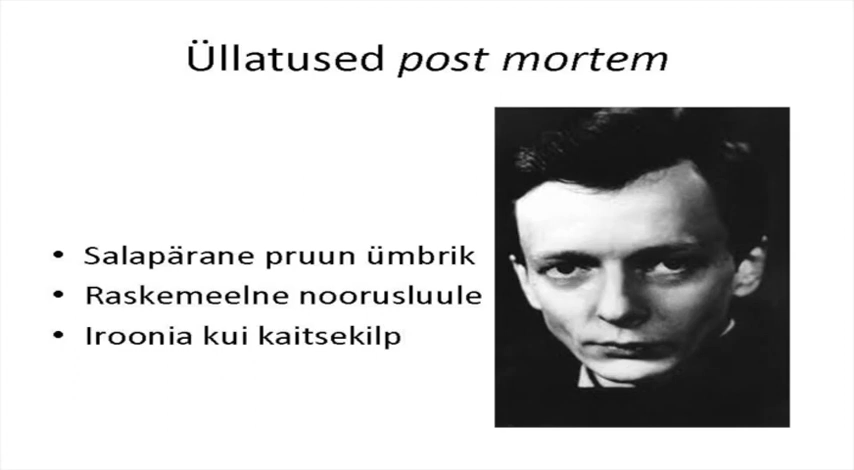 Üllatused post mortem
• Salapärane pruun ümbrik
• Raskemeelne noorusluule
• Iroonia kui kaitsekilp